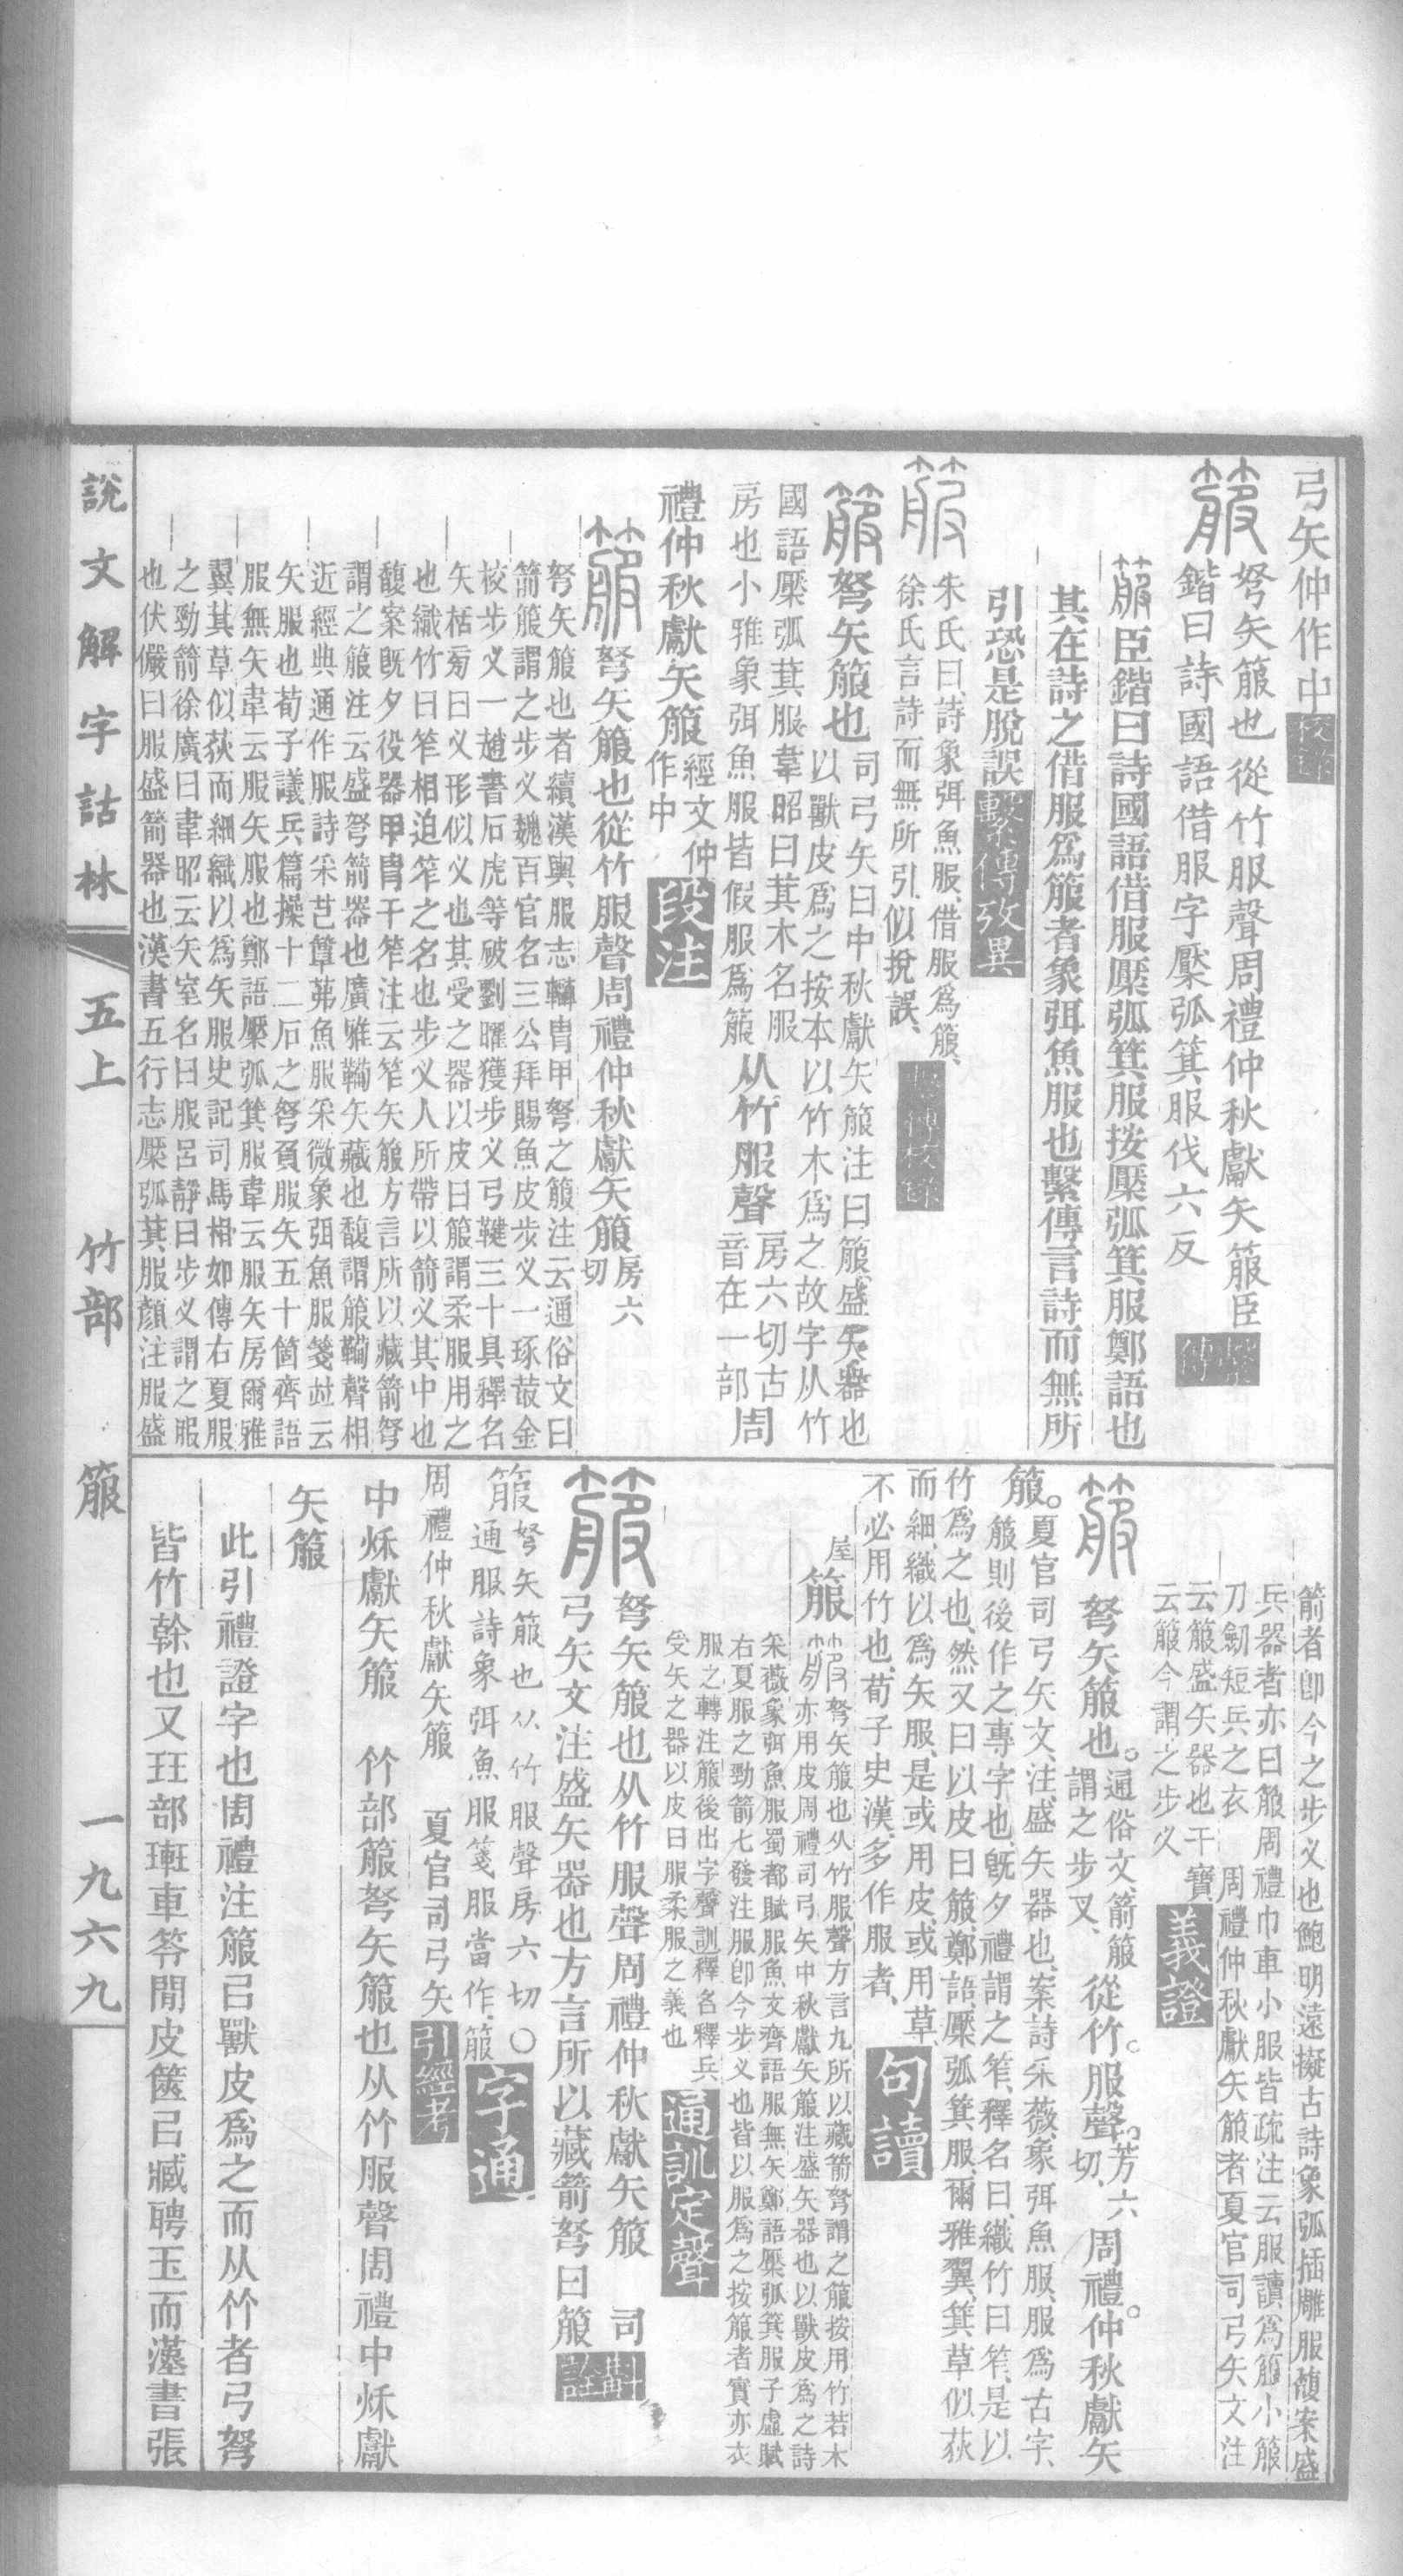 弓矢仲作中校錄
箙弩矢箙也從竹服聲周禮仲秋獻矢箙臣
鍇曰詩國語借服字檿弧箕服伐六反繫傳
箙臣鍇曰詩國語借服檿弧箕服按檿弧箕服鄭語也
其在詩之借服爲箙者象弭魚服也繫傳言詩而無所
引恐是脫誤繫傳攷異
箙朱氏曰詩象弭魚服借服爲箙
徐氏言詩而無所引似挩誤繫傳校錄
箙弩矢箙也司弓矢曰中秋獻矢箙注曰箙盛矢器也
以獸皮爲之按本以竹木爲之故字从竹
國語檿弧萁服韋昭曰萁木名服
房也小雅象弭魚服皆假服爲箙从竹服聲房六切古
音在一部周
禮仲秋獻矢箙經文仲
作中段注
箙弩矢箙也從竹服聲周禮仲秋獻矢箙房六
切
弩矢箙也者續漢輿服志轓胄甲弩之箙注云通俗文曰
箭箙謂之步乂魏百官名三公拜賜魚皮步乂一琢菆金
校步乂一趙書石虎等破劉曜獲步乂弓鞬三十具釋名
矢栝㫄曰乂形似乂也其受之器以皮曰箙謂柔服用之
也織竹曰笮相迫笮之名也步乂人所帶以箭乂其中也
馥案旣夕役器甲冑干笮注云笮矢箙方言所以藏箭弩
謂之箙注云盛弩箭器也廣雅鞴矢藏也馥謂箙鞴聲相
近經典通作服詩采芑簟茀魚服采微象弭魚服箋竝云
矢服也荀子議兵篇操十二石之弩負服矢五十箇齊語
服無矢韋云服矢服也鄭語檿弧箕服韋云服矢房爾雅
翼其草似荻而細織以爲矢服史記司馬相如傳右夏服
之勁箭徐廣曰韋昭云矢室名曰服呂靜曰步乂謂之服
也伏儼曰服盛箭器也漢書五行志檿弧萁服顏注服盛
箭者卽今之步乂也鮑明遠擬古詩象弧插雕服馥案盛
兵器者亦曰箙周禮巾車小服皆疏注云服讀爲箙小箙
刀劒短兵之衣　周禮仲秋獻矢箙者夏官司弓矢文注
云箙盛矢器也干寶
云箙今謂之步乂義證
箙弩矢箙也通俗文箭箙
謂之步叉從竹服聲芳六
切周禮仲秋獻矢
箙夏官司弓矢文注盛矢器也案詩采薇象弭魚服服爲古字
箙則後作之專字也旣夕禮謂之笮釋名曰織竹曰笮是以
竹爲之也然又曰以皮曰箙鄭語檿弧箕服爾雅翼箕草似荻
而細織以爲矢服是或用皮或用草
不必用竹也荀子史漢多作服者句讀
屋箙箙弩矢箙也从竹服聲方言九所以藏箭弩謂之箙按用竹若木
亦用皮周禮司弓矢中秋獻矢箙注盛矢器也以獸皮爲之詩
采薇象弭魚服蜀都賦服魚文齊語服無矢鄭語檿弧箕服子虛賦
右夏服之勁箭七發注服卽今步乂也皆以服爲之按箙者實亦衣
服之轉注箙後出字聲訓釋名釋兵
受矢之器以皮曰服柔服之義也通訓定聲
箙弩矢箙也从竹服聲周禮仲秋獻矢箙　司
弓矢文注盛矢器也方言所以藏箭弩曰箙斠詮
箙弩矢箙也从竹服聲房六切〇
通服詩象弭魚服箋服當作箙字通
周禮仲秋獻矢箙　夏官司弓矢引經考
中秌獻矢箙　竹部箙弩矢箙也从竹服聲周禮中秌獻
矢箙
此引禮證字也周禮注箙㠯獸皮爲之而从竹者弓弩
皆竹榦也又玨部㻛車笭閒皮篋㠯臧聘玉而漢書張
說文解字詁林　五上　竹部　箙　一九六九